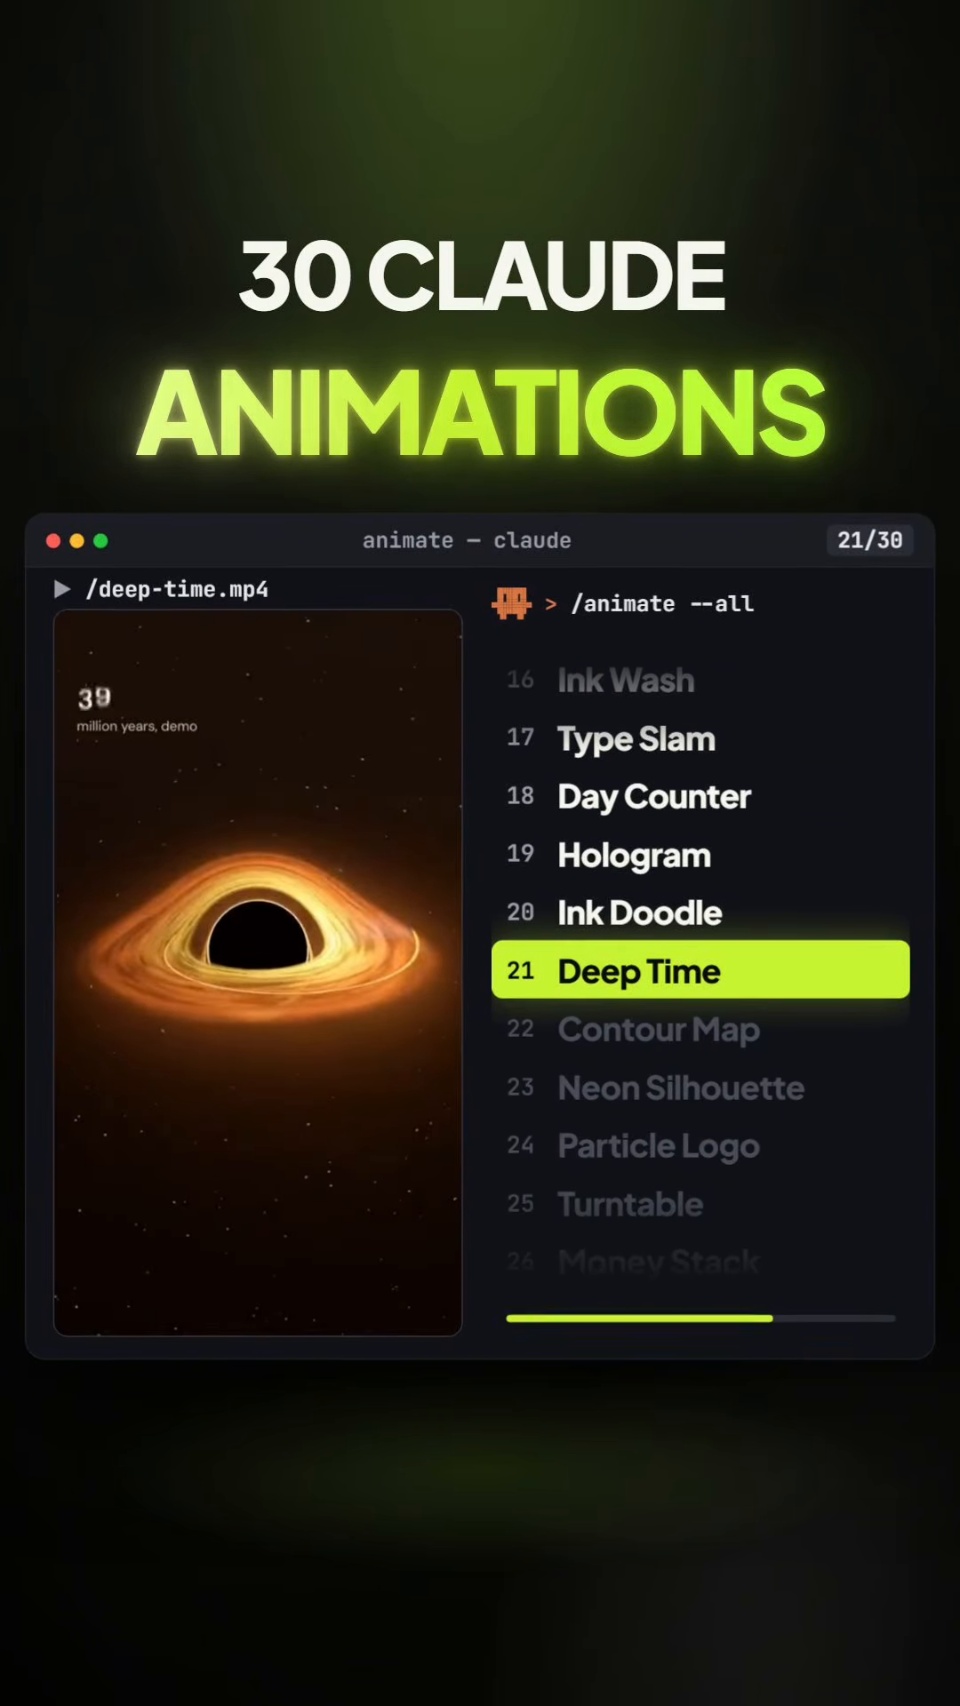 30 CLAUDE
ANIMATIONS
animate — claude
21/30
/deep-time.mp4
39
million years, demo
> /animate --all
16 Ink Wash
17 Type Slam
18 Day Counter
19 Hologram
20 Ink Doodle
21 Deep Time
22 Contour Map
23 Neon Silhouette
24 Particle Logo
25 Turntable
26 Money Stack